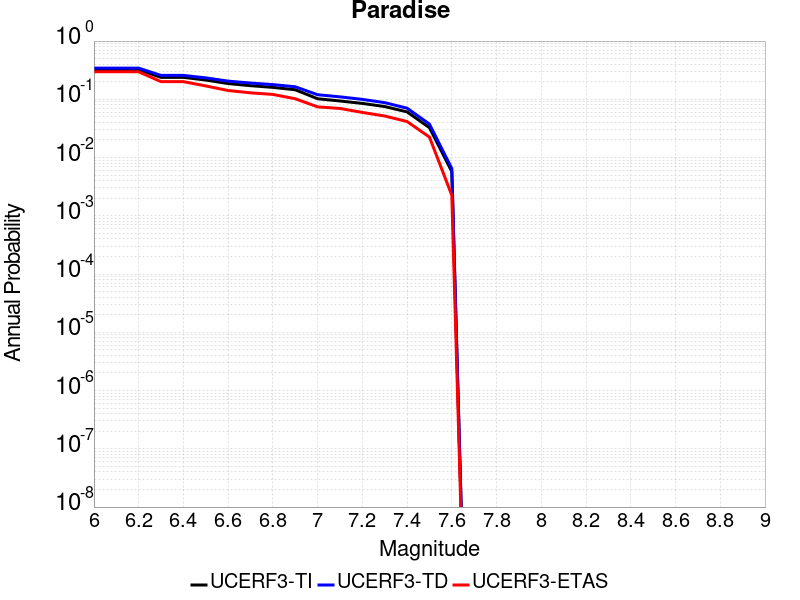 Paradise
10^0
10^-1
10^-2
10^-3
10^-4
10^-5
10^-6
10^-7
10^-8
Annual Probability
6 6.2 6.4 6.6 6.8 7 7.2 7.4 7.6 7.8 8 8.2 8.4 8.6 8.8 9
Magnitude
UCERF3-TI UCERF3-TD UCERF3-ETAS